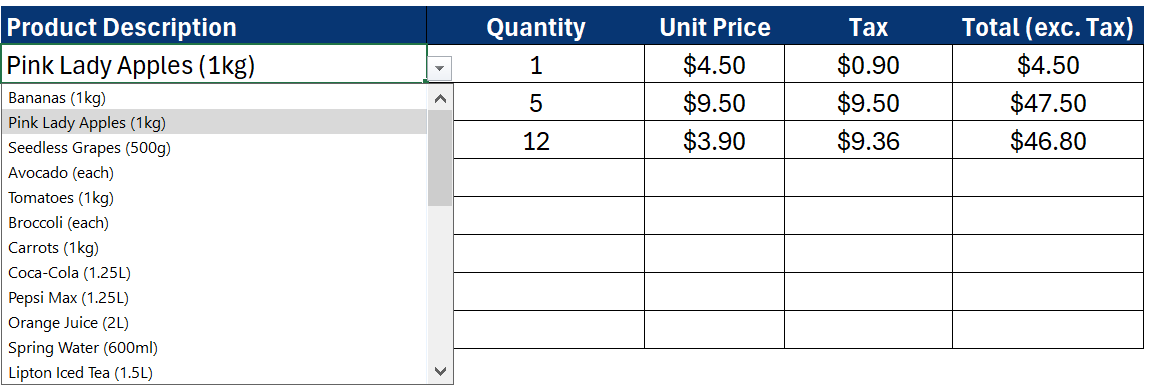 Product Description Quantity Unit Price Tax Total (exc. Tax)
Pink Lady Apples (1kg) 1 $4.50 $0.90 $4.50
5 $9.50 $9.50 $47.50
12 $3.90 $9.36 $46.80
Bananas (1kg)
Pink Lady Apples (1kg)
Seedless Grapes (500g)
Avocado (each)
Tomatoes (1kg)
Broccoli (each)
Carrots (1kg)
Coca-Cola (1.25L)
Pepsi Max (1.25L)
Orange Juice (2L)
Spring Water (600ml)
Lipton Iced Tea (1.5L)